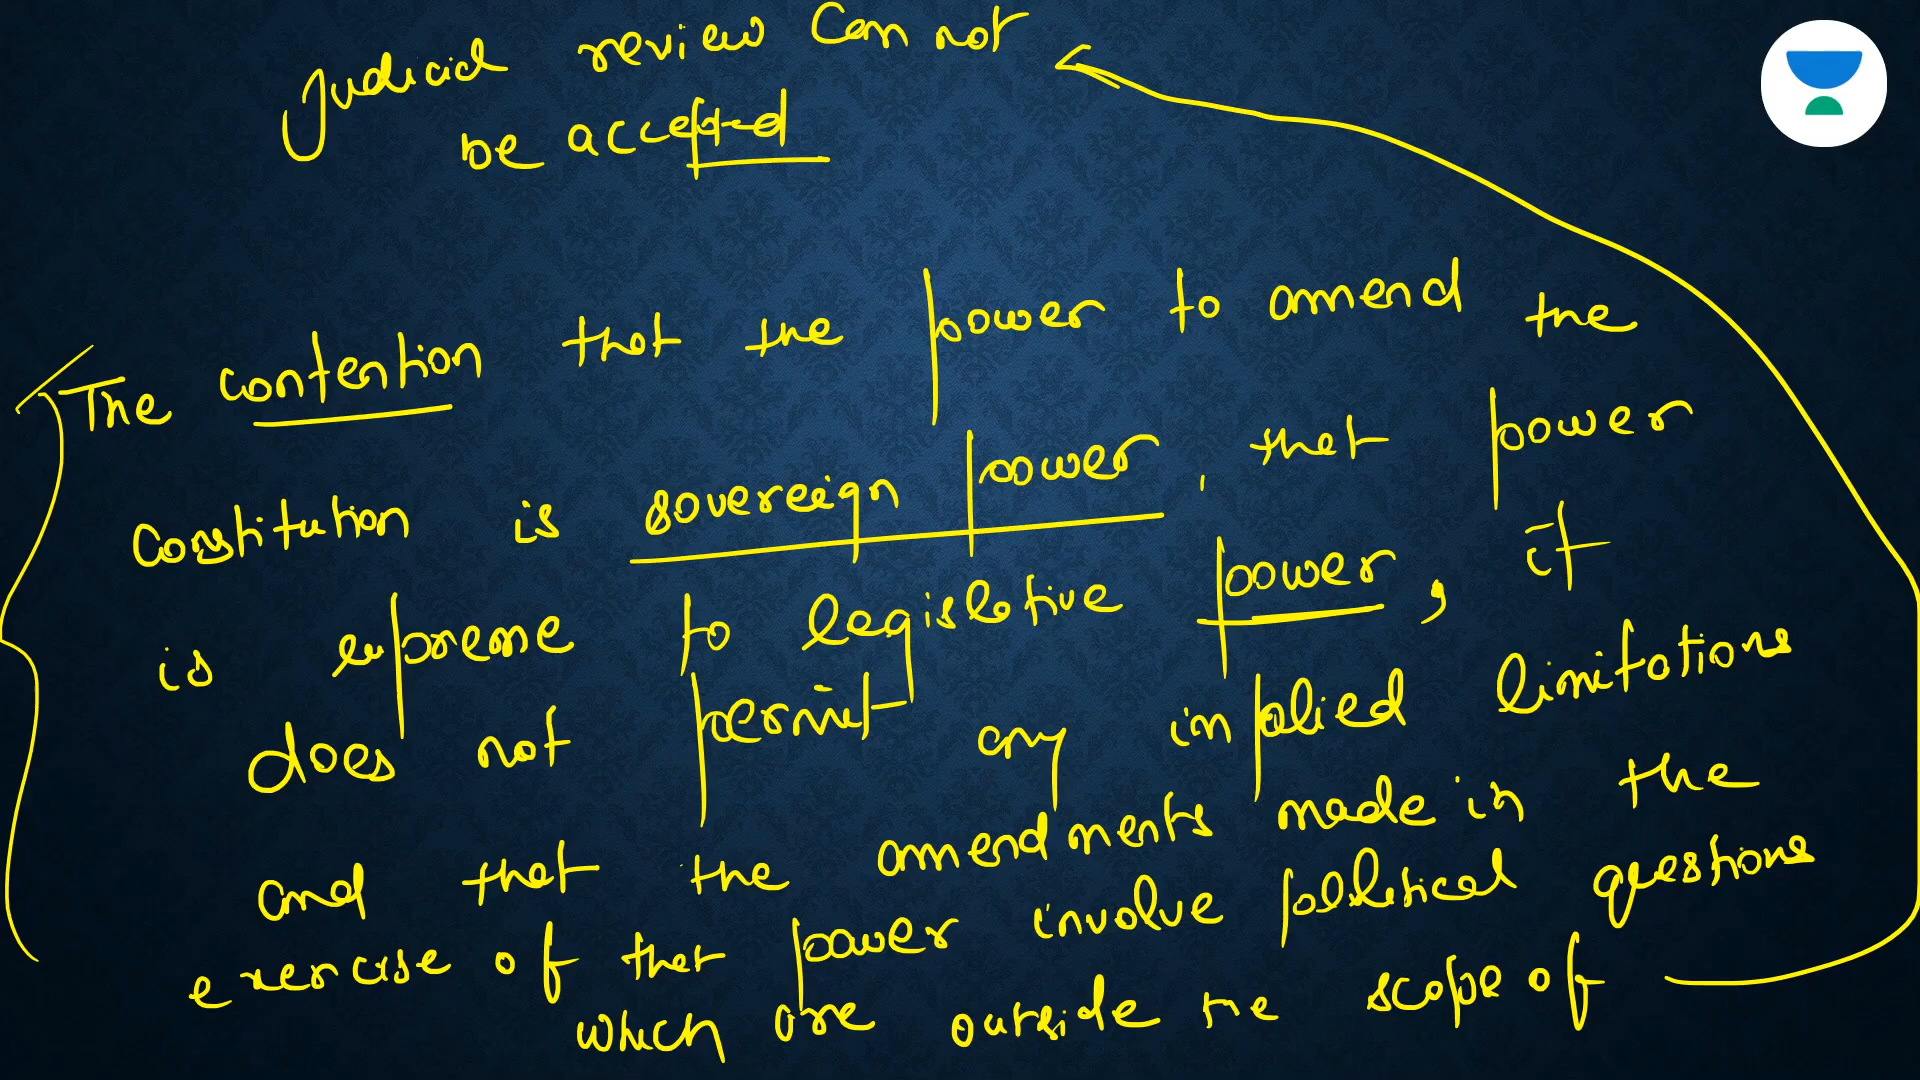 Judicial review can not
be accepted
The contention that the power to amend the
Constitution is sovereign power, that power
is supreme to legislative power, it
does not permit any implied limitations
and that the amendments made in the
exercise of that power involve political questions
which are outside the scope of